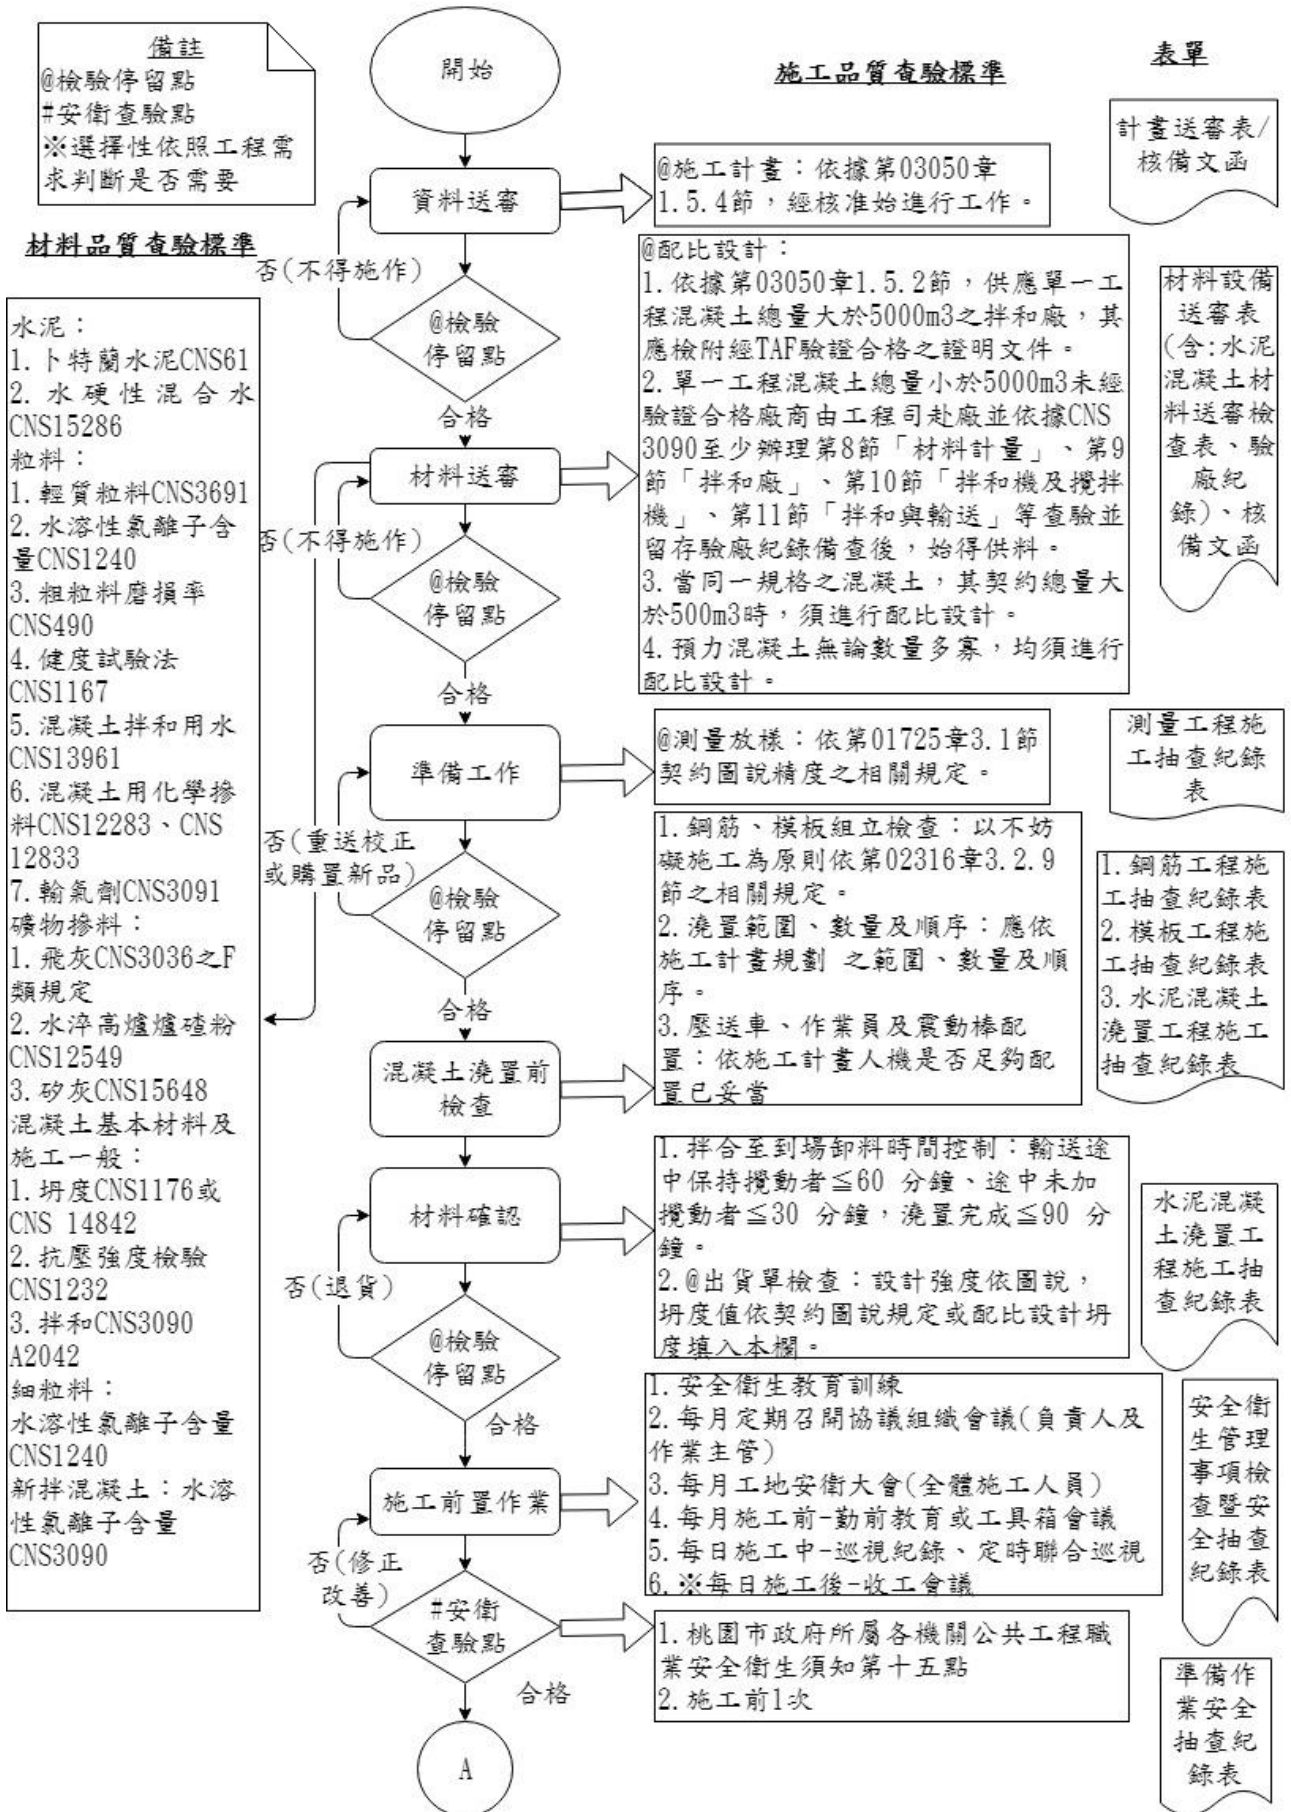 備註
@檢驗停留點
#安衛查驗點
※選擇性依照工程需
求判斷是否需要
材料品質查驗標準
水泥：
1.卜特蘭水泥CNS61
2.水硬性混合水
CNS15286
粒料：
1.輕質粒料CNS3691
2.水溶性氯離子含
量CNS1240
3.粗粒料磨損率
CNS490
4.健度試驗法
CNS1167
5.混凝土拌和用水
CNS13961
6.混凝土用化學摻
料CNS12283、CNS
12833
7.輸氣劑CNS3091
礦物摻料：
1.飛灰CNS3036之F
類規定
2.水淬高爐爐碴粉
CNS12549
3.矽灰CNS15648
混凝土基本材料及
施工一般：
1.坍度CNS1176或
CNS 14842
2.抗壓強度檢驗
CNS1232
3.拌和CNS3090
A2042
細粒料：
水溶性氯離子含量
CNS1240
新拌混凝土：水溶
性氯離子含量
CNS3090
開始
資料送審
否(不得施作)
@檢驗
停留點
合格
材料送審
否(不得施作)
@檢驗
停留點
合格
準備工作
否(重送校正
或購置新品)
@檢驗
停留點
合格
混凝土澆置前
檢查
材料確認
否(退貨)
@檢驗
停留點
合格
施工前置作業
否(修正
改善)
#安衛
查驗點
合格
A
施工品質查驗標準
@施工計畫：依據第03050章
1.5.4節，經核准始進行工作。
@配比設計：
1.依據第03050章1.5.2節，供應單一工
程混凝土總量大於5000m3之拌和廠，其
應檢附經TAF驗證合格之證明文件。
2.單一工程混凝土總量小於5000m3未經
驗證合格廠商由工程司赴廠並依據CNS
3090至少辦理第8節「材料計量」、第9
節「拌和廠」、第10節「拌和機及攪拌
機」、第11節「拌和與輸送」等查驗並
留存驗廠紀錄備查後，始得供料。
3.當同一規格之混凝土，其契約總量大
於500m3時，須進行配比設計。
4.預力混凝土無論數量多寡，均須進行
配比設計。
@測量放樣：依第01725章3.1節
契約圖說精度之相關規定。
1.鋼筋、模板組立檢查：以不妨
礙施工為原則依第02316章3.2.9
節之相關規定。
2.澆置範圍、數量及順序：應依
施工計畫規劃 之範圍、數量及順
序。
3.壓送車、作業員及震動棒配
置：依施工計畫人機是否足夠配
置已妥當
1.拌合至到場卸料時間控制：輸送途
中保持攪動者≦60 分鐘、途中未加
攪動者≦30 分鐘，澆置完成≦90 分
鐘。
2.@出貨單檢查：設計強度依圖說，
坍度值依契約圖說規定或配比設計坍
度填入本欄。
1.安全衛生教育訓練
2.每月定期召開協議組織會議(負責人及
作業主管)
3.每月工地安衛大會(全體施工人員)
4.每月施工前-勤前教育或工具箱會議
5.每日施工中-巡視紀錄、定時聯合巡視
6.※每日施工後-收工會議
1.桃園市政府所屬各機關公共工程職
業安全衛生須知第十五點
2.施工前1次
表單
計畫送審表/
核備文函
材料設備
送審表
(含:水泥
混凝土材
料送審檢
查表、驗
廠紀
錄)、核
備文函
測量工程施
工抽查紀錄
表
1.鋼筋工程施
工抽查紀錄表
2.模板工程施
工抽查紀錄表
3.水泥混凝土
澆置工程施工
抽查紀錄表
水泥混凝
土澆置工
程施工抽
查紀錄表
安全衛
生管理
事項檢
查暨安
全抽查
紀錄表
準備作
業安全
抽查紀
錄表